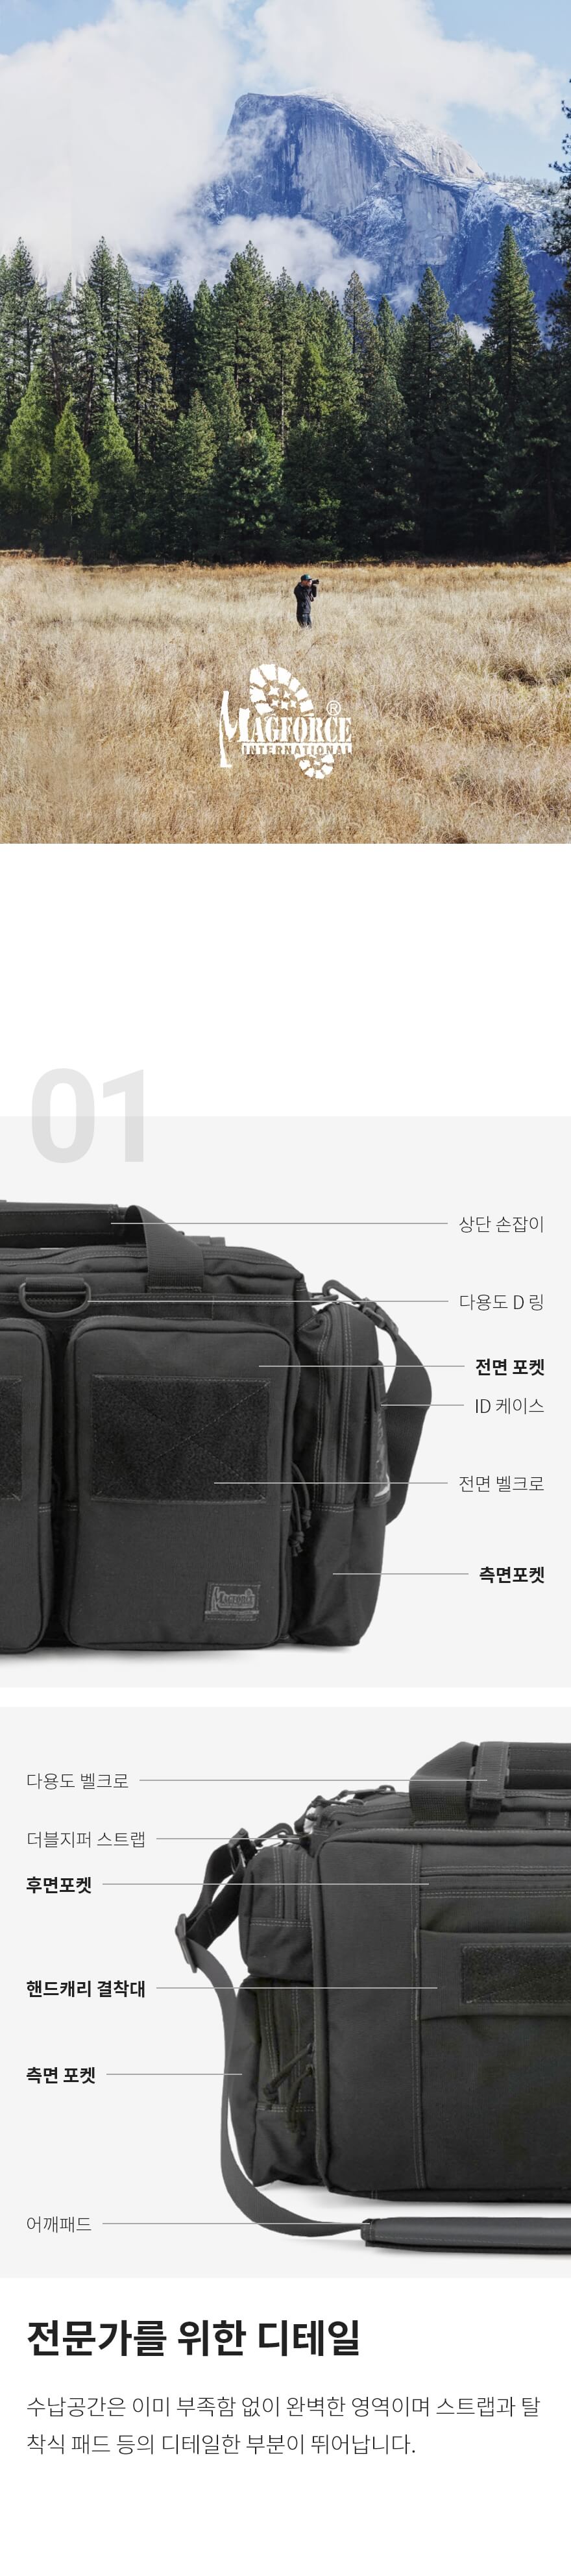 MAGFORCE®
INTERNATIONAL
01
상단 손잡이
다용도 D 링
전면 포켓
ID 케이스
전면 벨크로
측면포켓
MAGFORCE
다용도 벨크로
더블지퍼 스트랩
후면포켓
핸드캐리 결착대
측면 포켓
어깨패드
전문가를 위한 디테일
수납공간은 이미 부족함 없이 완벽한 영역이며 스트랩과 탈
착식 패드 등의 디테일한 부분이 뛰어납니다.